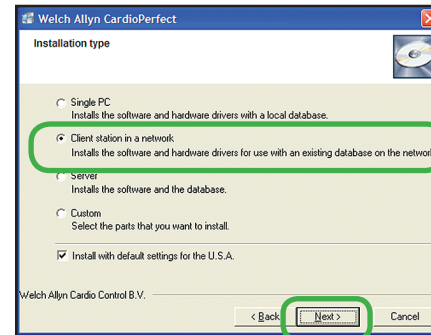 Welch Allyn CardioPerfect
Installation type
Single PC
Installs the software and hardware drivers with a local database.
Client station in a network
Installs the software and hardware drivers for use with an existing database on the network
Server
Installs the software and the database.
Custom
Select the parts that you want to install.
Install with default settings for the U.S.A.
Welch Allyn Cardio Control B.V.
< Back
Next >
Cancel